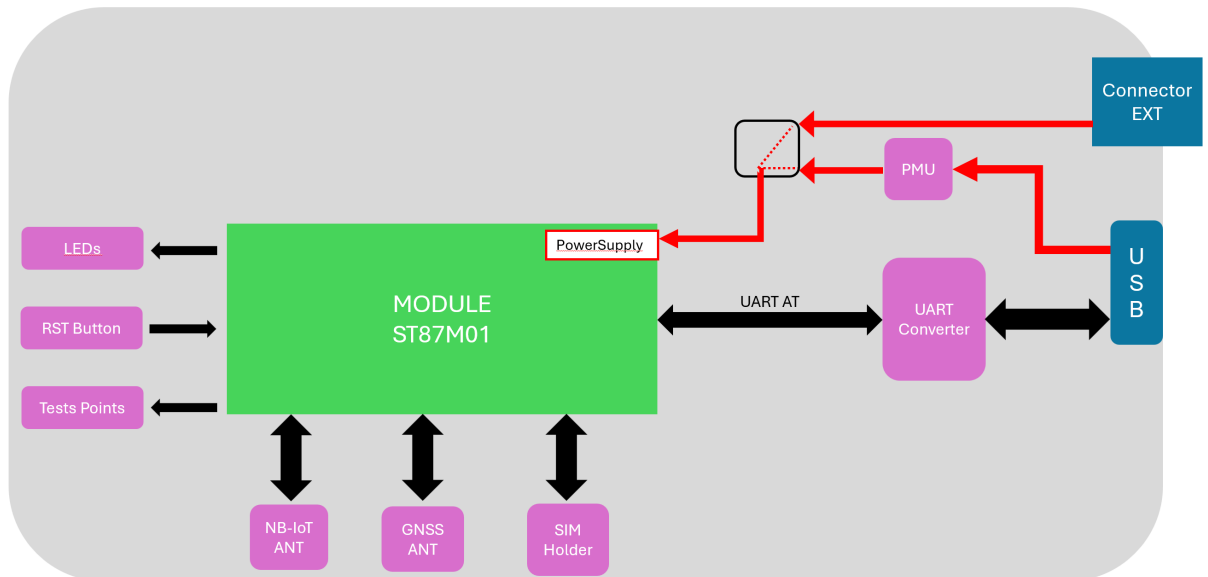 Connector
EXT
PMU
PowerSupply
LEDs
U
S
B
MODULE
ST87M01
UART AT
UART
Converter
RST Button
Tests Points
NB-IoT
ANT
GNSS
ANT
SIM
Holder